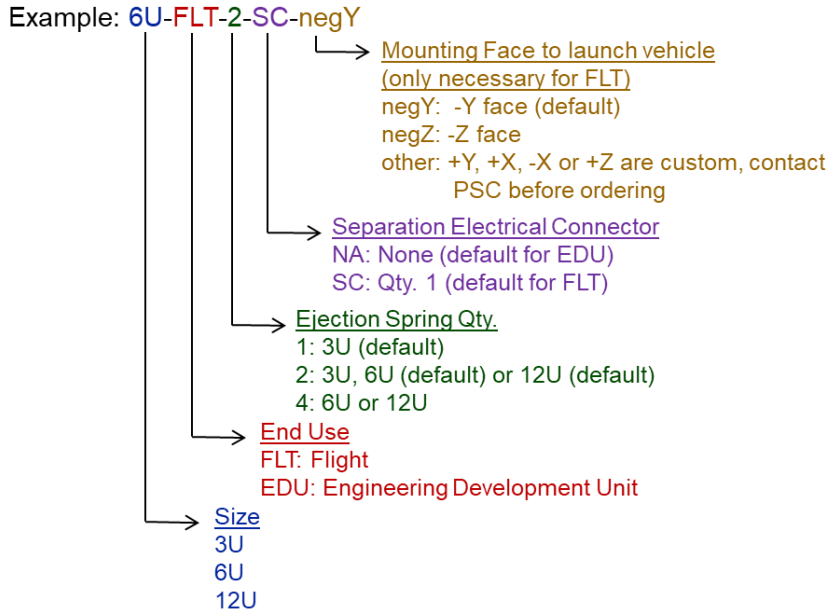 Example: 6U-FLT-2-SC-negY
Mounting Face to launch vehicle
(only necessary for FLT)
negY: -Y face (default)
negZ: -Z face
other: +Y, +X, -X or +Z are custom, contact
PSC before ordering
Separation Electrical Connector
NA: None (default for EDU)
SC: Qty. 1 (default for FLT)
Ejection Spring Qty.
1: 3U (default)
2: 3U, 6U (default) or 12U (default)
4: 6U or 12U
End Use
FLT: Flight
EDU: Engineering Development Unit
Size
3U
6U
12U